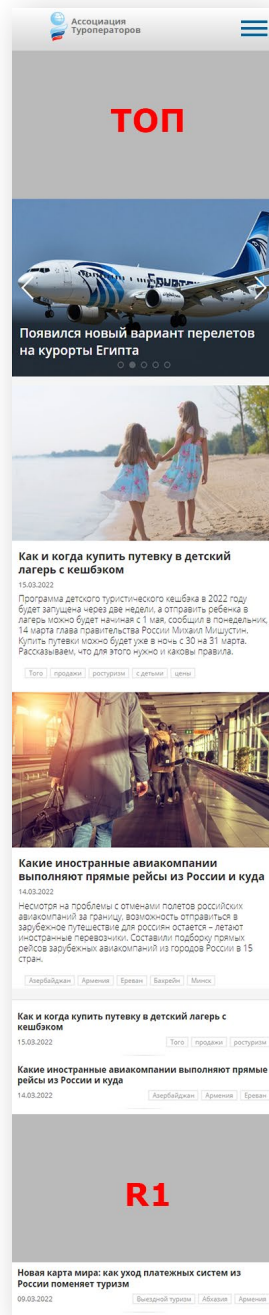 Ассоциация
Туроператоров
ТОП
Появился новый вариант перелетов
на курорты Египта
Как и когда купить путевку в детский
лагерь с кешбэком
15.03.2022
Программа детского туристического кешбэка в 2022 году
будет запущена через две недели, а отправить ребенка в
лагерь можно будет начиная с 1 мая, сообщил в понедельник,
14 марта глава правительства России Михаил Мишустин.
Купить путевки можно будет уже в ночь с 30 на 31 марта.
Рассказываем, что для этого нужно и каковы правила.
Того продажи ростуризм с детьми цены
Какие иностранные авиакомпании
выполняют прямые рейсы из России и куда
14.03.2022
Несмотря на проблемы с отменами полетов российских
авиакомпаний за границу, возможность отправиться в
зарубежное путешествие для россиян остается – летают
иностранные перевозчики. Составили подборку прямых
рейсов зарубежных авиакомпаний из городов России в 15
стран.
Азербайджан Армения Ереван Бахрейн Минск
Как и когда купить путевку в детский лагерь с
кешбэком
15.03.2022 Того продажи ростуризм
Какие иностранные авиакомпании выполняют прямые
рейсы из России и куда
14.03.2022 Азербайджан Армения Ереван
R1
Новая карта мира: как уход платежных систем из
России поменяет туризм
09.03.2022 Выездной туризм Абхазия Армения